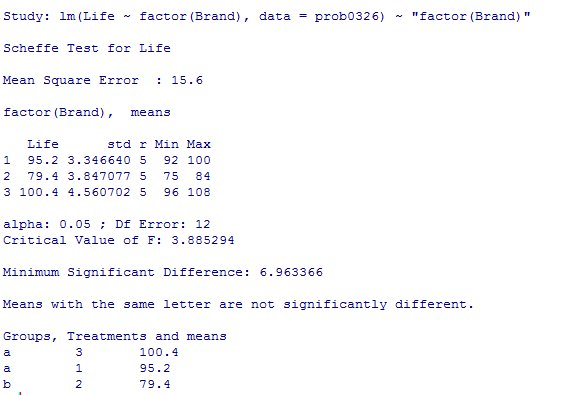 Study: lm(Life ~ factor(Brand), data = prob0326) ~ "factor(Brand)"
Scheffe Test for Life
Mean Square Error  : 15.6
factor(Brand),  means
   Life      std r Min Max
1  95.2 3.346640 5  92 100
2  79.4 3.847077 5  75  84
3 100.4 4.560702 5  96 108
alpha: 0.05 ; Df Error: 12
Critical Value of F: 3.885294
Minimum Significant Difference: 6.963366
Means with the same letter are not significantly different.
Groups, Treatments and means
a        3       100.4
a        1       95.2
b        2       79.4